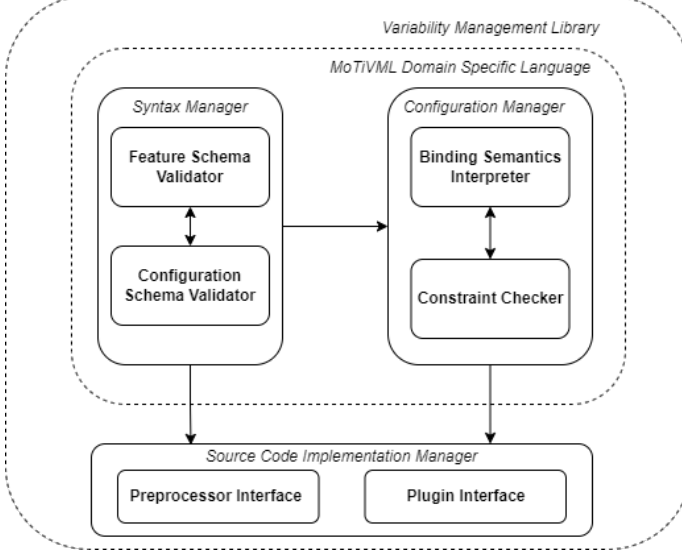 Variability Management Library
MoTiVML Domain Specific Language
Syntax Manager
Feature Schema
Validator
Configuration
Schema Validator
Configuration Manager
Binding Semantics
Interpreter
Constraint Checker
Source Code Implementation Manager
Preprocessor Interface
Plugin Interface